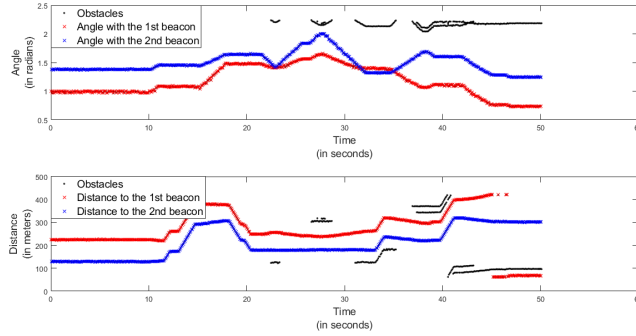 2.5
2
1.5
1
0.5
Angle
(in radians)
Obstacles
Angle with the 1st beacon
Angle with the 2nd beacon
0 10 20 30 40 50 6
Time
(in seconds)
500
400
300
200
100
0
Distance
(in meters)
Obstacles
Distance to the 1st beacon
Distance to the 2nd beacon
0 10 20 30 40 50 6
Time
(in seconds)